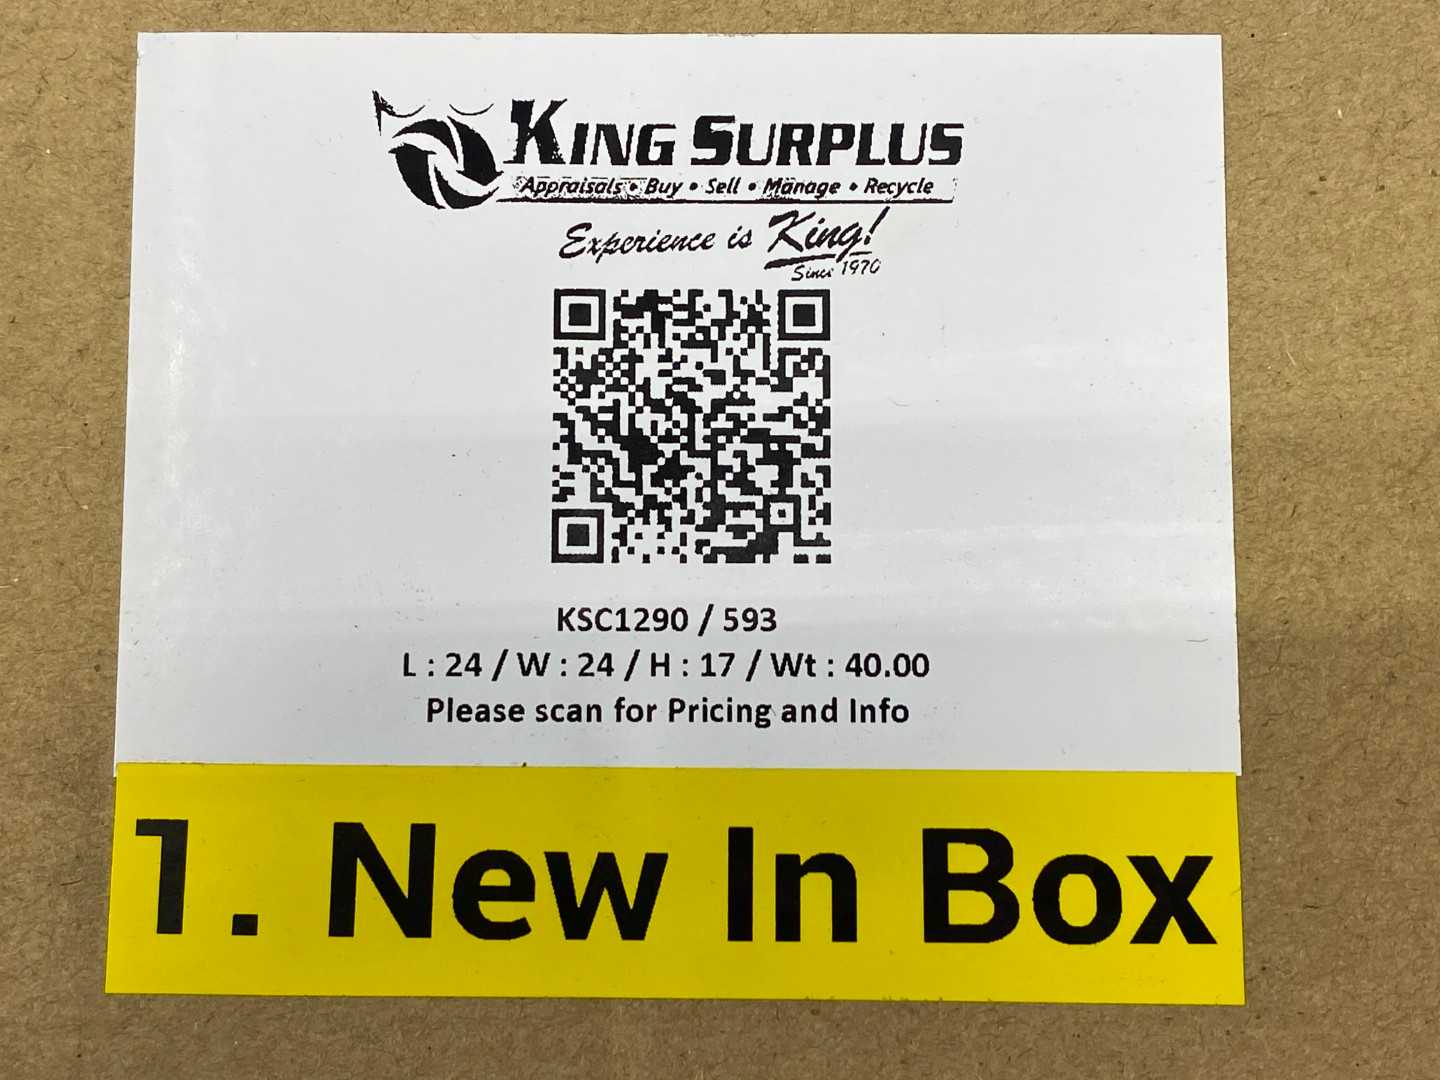 KING SURPLUS
Appraisals • Buy • Sell • Manage • Recycle
Experience is King!
Since 1970
KSC1290 / 593
L : 24 / W : 24 / H : 17 / Wt : 40.00
Please scan for Pricing and Info
1. New In Box